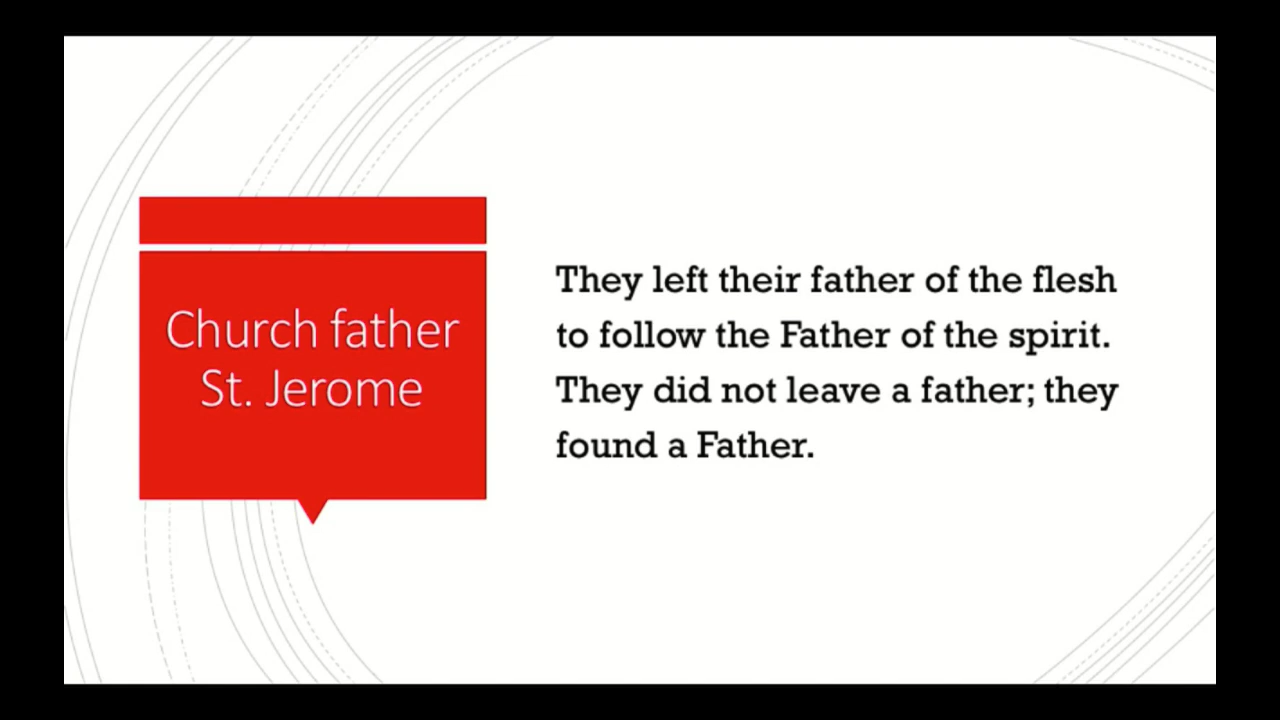 Church father
St. Jerome
They left their father of the flesh
to follow the Father of the spirit.
They did not leave a father; they
found a Father.